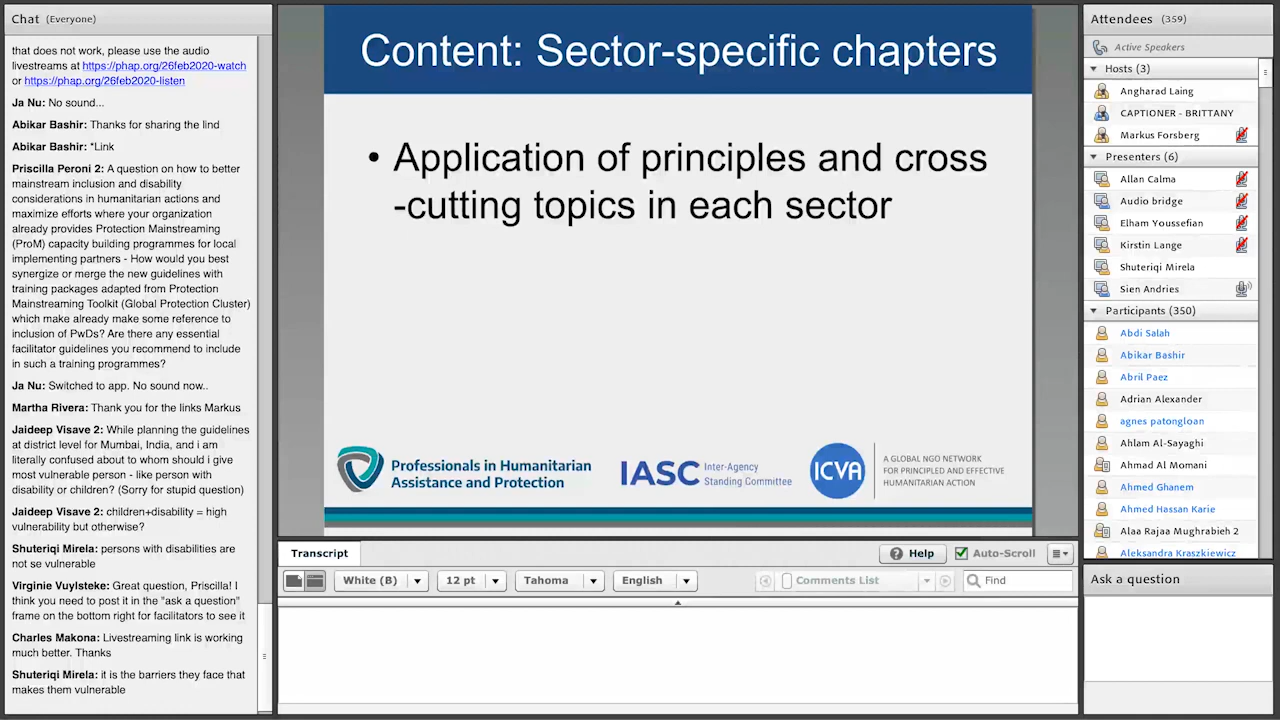 Chat (Everyone)
that does not work, please use the audio
livestreams at https://phap.org/26feb2020-watch
or https://phap.org/26feb2020-listen
Ja Nu: No sound...
Abikar Bashir: Thanks for sharing the lind
Abikar Bashir: *Link
Priscilla Peroni 2: A question on how to better
mainstream inclusion and disability
considerations in humanitarian actions and
maximize efforts where your organization
already provides Protection Mainstreaming
(ProM) capacity building programmes for local
implementing partners - How would you best
synergize or merge the new guidelines with
training packages adapted from Protection
Mainstreaming Toolkit (Global Protection Cluster)
which make already make some reference to
inclusion of PwDs? Are there any essential
facilitator guidelines you recommend to include
in such a training programmes?
Ja Nu: Switched to app. No sound now..
Martha Rivera: Thank you for the links Markus
Jaideep Visave 2: While planning the guidelines
at district level for Mumbai, India, and i am
literally confused about to whom should i give
most vulnerable person - like person with
disability or children? (Sorry for stupid question)
Jaideep Visave 2: children+disability = high
vulnerability but otherwise?
Shuteriqi Mirela: persons with disabilities are
not se vulnerable
Virginie Vuylsteke: Great question, Priscilla! I
think you need to post it in the "ask a question"
frame on the bottom right for facilitators to see it
Charles Makona: Livestreaming link is working
much better. Thanks
Shuteriqi Mirela: it is the barriers they face that
makes them vulnerable
Content: Sector-specific chapters
• Application of principles and cross
-cutting topics in each sector
Professionals in Humanitarian
Assistance and Protection
IASC Inter-Agency
Standing Committee
ICVA
A GLOBAL NGO NETWORK
FOR PRINCIPLED AND EFFECTIVE
HUMANITARIAN ACTION
Transcript
Help
Auto-Scroll
White (B)
12 pt
Tahoma
English
Comments List
Find
Attendees (359)
Active Speakers
Hosts (3)
Angharad Laing
CAPTIONER - BRITTANY
Markus Forsberg
Presenters (6)
Allan Calma
Audio bridge
Elham Youssefian
Kirstin Lange
Shuteriqi Mirela
Sien Andries
Participants (350)
Abdi Salah
Abikar Bashir
Abril Paez
Adrian Alexander
agnes patongloan
Ahlam Al-Sayaghi
Ahmad Al Momani
Ahmed Ghanem
Ahmed Hassan Karie
Alaa Rajaa Mughrabieh 2
Aleksandra Kraszkiewicz
Ask a question